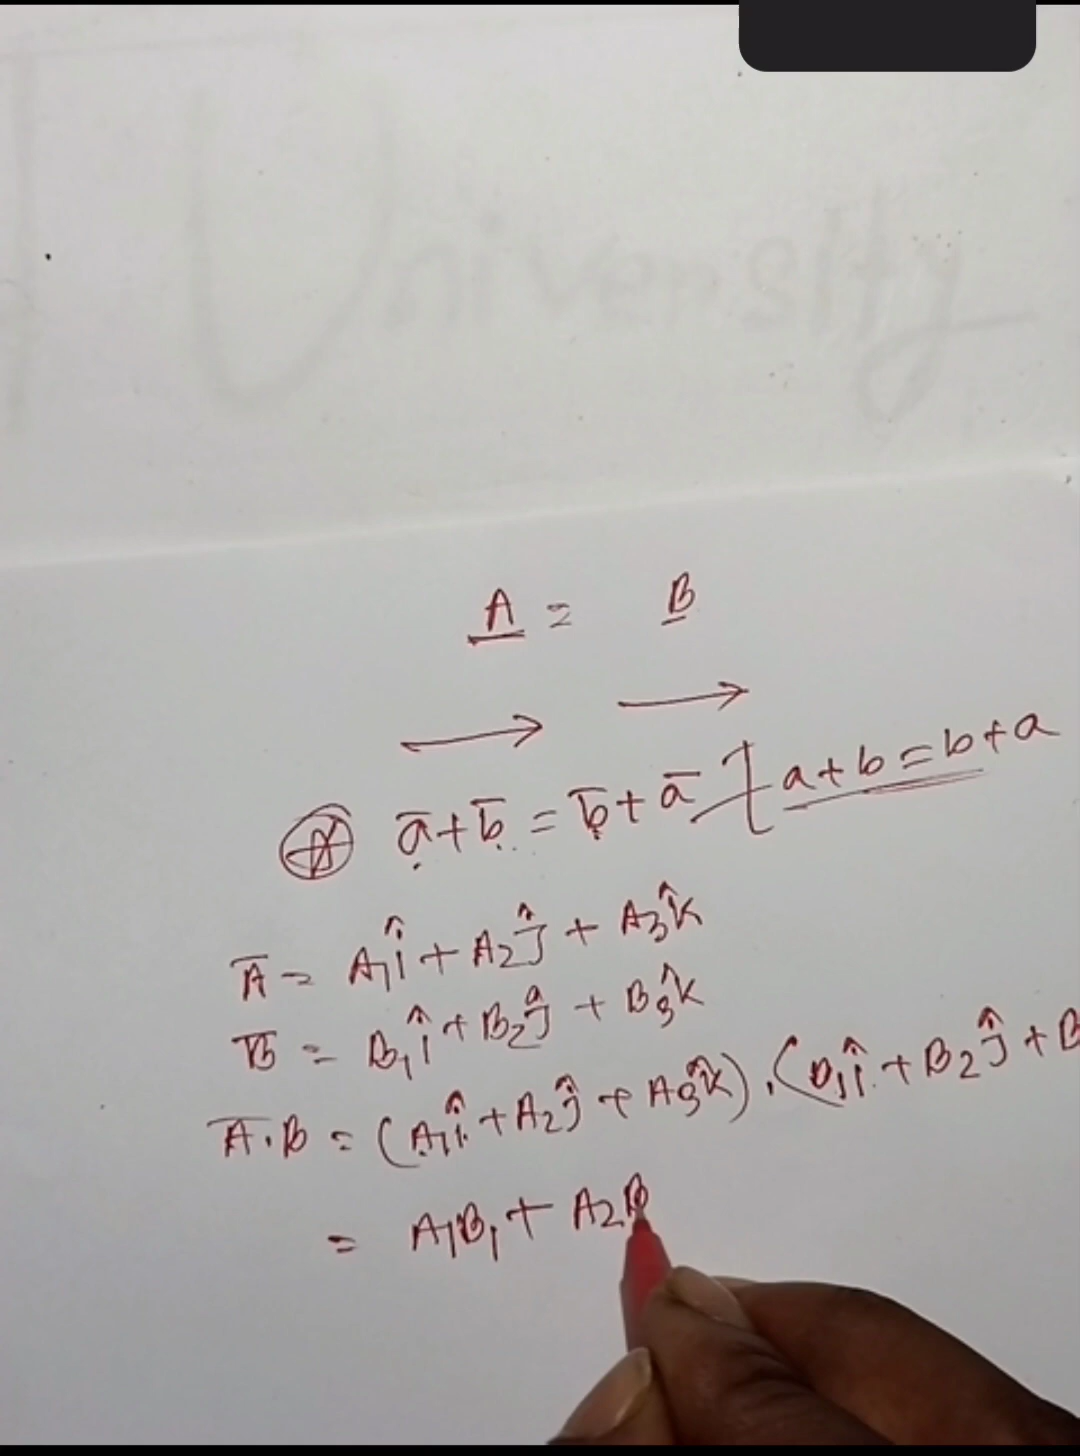 University
A = B
a̅ + b̅ = b̅ + a̅ } a + b = b + a
A̅ = A₁î + A₂ĵ + A₃k̂
B̅ = B₁î + B₂ĵ + B₃k̂
A̅.B = (A₁î + A₂ĵ + A₃k̂).(B₁î + B₂ĵ + B
= A₁B₁ + A₂B